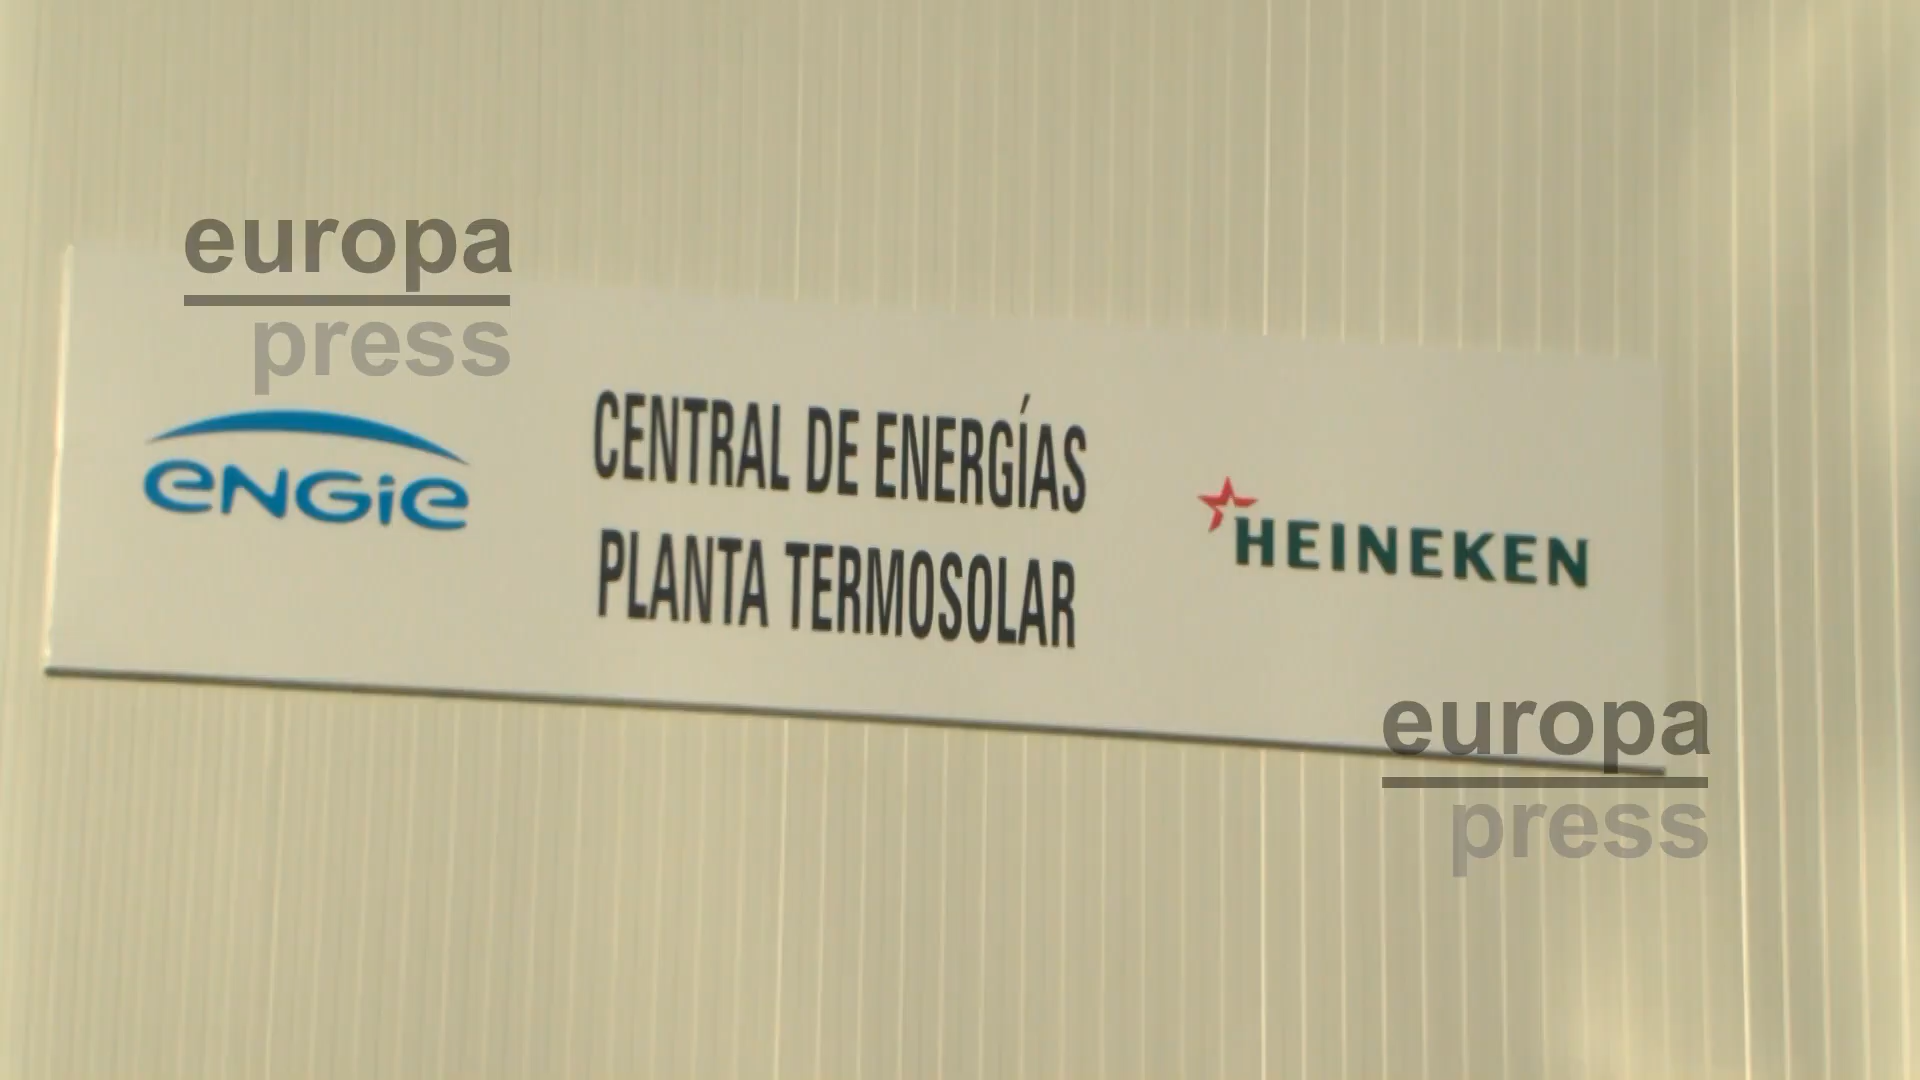 europa
press
engie
CENTRAL DE ENERGÍAS
PLANTA TERMOSOLAR
HEINEKEN
europa
press